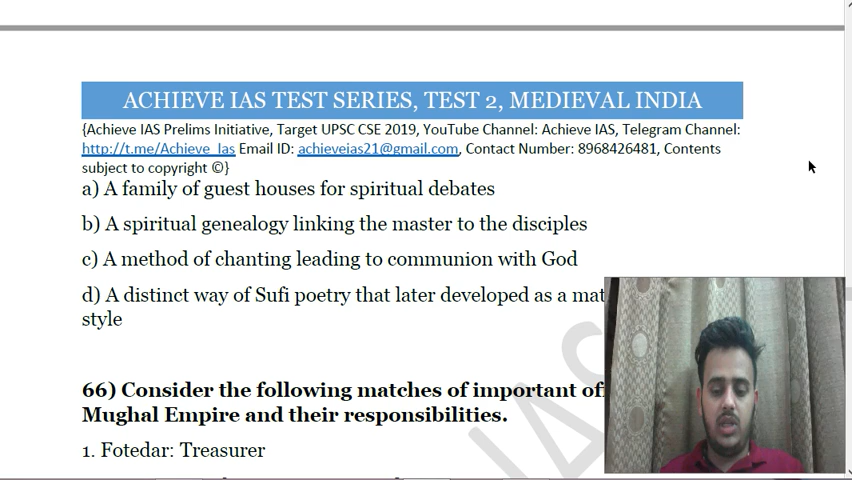 ACHIEVE IAS TEST SERIES, TEST 2, MEDIEVAL INDIA
{Achieve IAS Prelims Initiative, Target UPSC CSE 2019, YouTube Channel: Achieve IAS, Telegram Channel:
http://t.me/Achieve_Ias Email ID: achieveias21@gmail.com, Contact Number: 8968426481, Contents
subject to copyright ©}
a) A family of guest houses for spiritual debates
b) A spiritual genealogy linking the master to the disciples
c) A method of chanting leading to communion with God
d) A distinct way of Sufi poetry that later developed as a
style
66) Consider the following matches of important
Mughal Empire and their responsibilities.
1. Fotedar: Treasurer
IAS